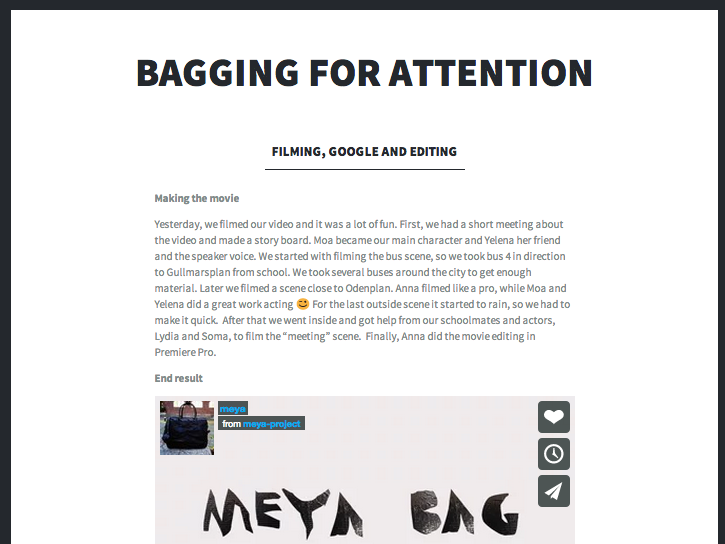 BAGGING FOR ATTENTION
FILMING, GOOGLE AND EDITING
Making the movie
Yesterday, we filmed our video and it was a lot of fun. First, we had a short meeting about
the video and made a story board. Moa became our main character and Yelena her friend
and the speaker voice. We started with filming the bus scene, so we took bus 4 in direction
to Gullmarsplan from school. We took several buses around the city to get enough
material. Later we filmed a scene close to Odenplan. Anna filmed like a pro, while Moa and
Yelena did a great work acting 😊 For the last outside scene it started to rain, so we had to
make it quick.  After that we went inside and got help from our schoolmates and actors,
Lydia and Soma, to film the “meeting” scene.  Finally, Anna did the movie editing in
Premiere Pro.
End result
meya
from meya-project
MEYA BAG